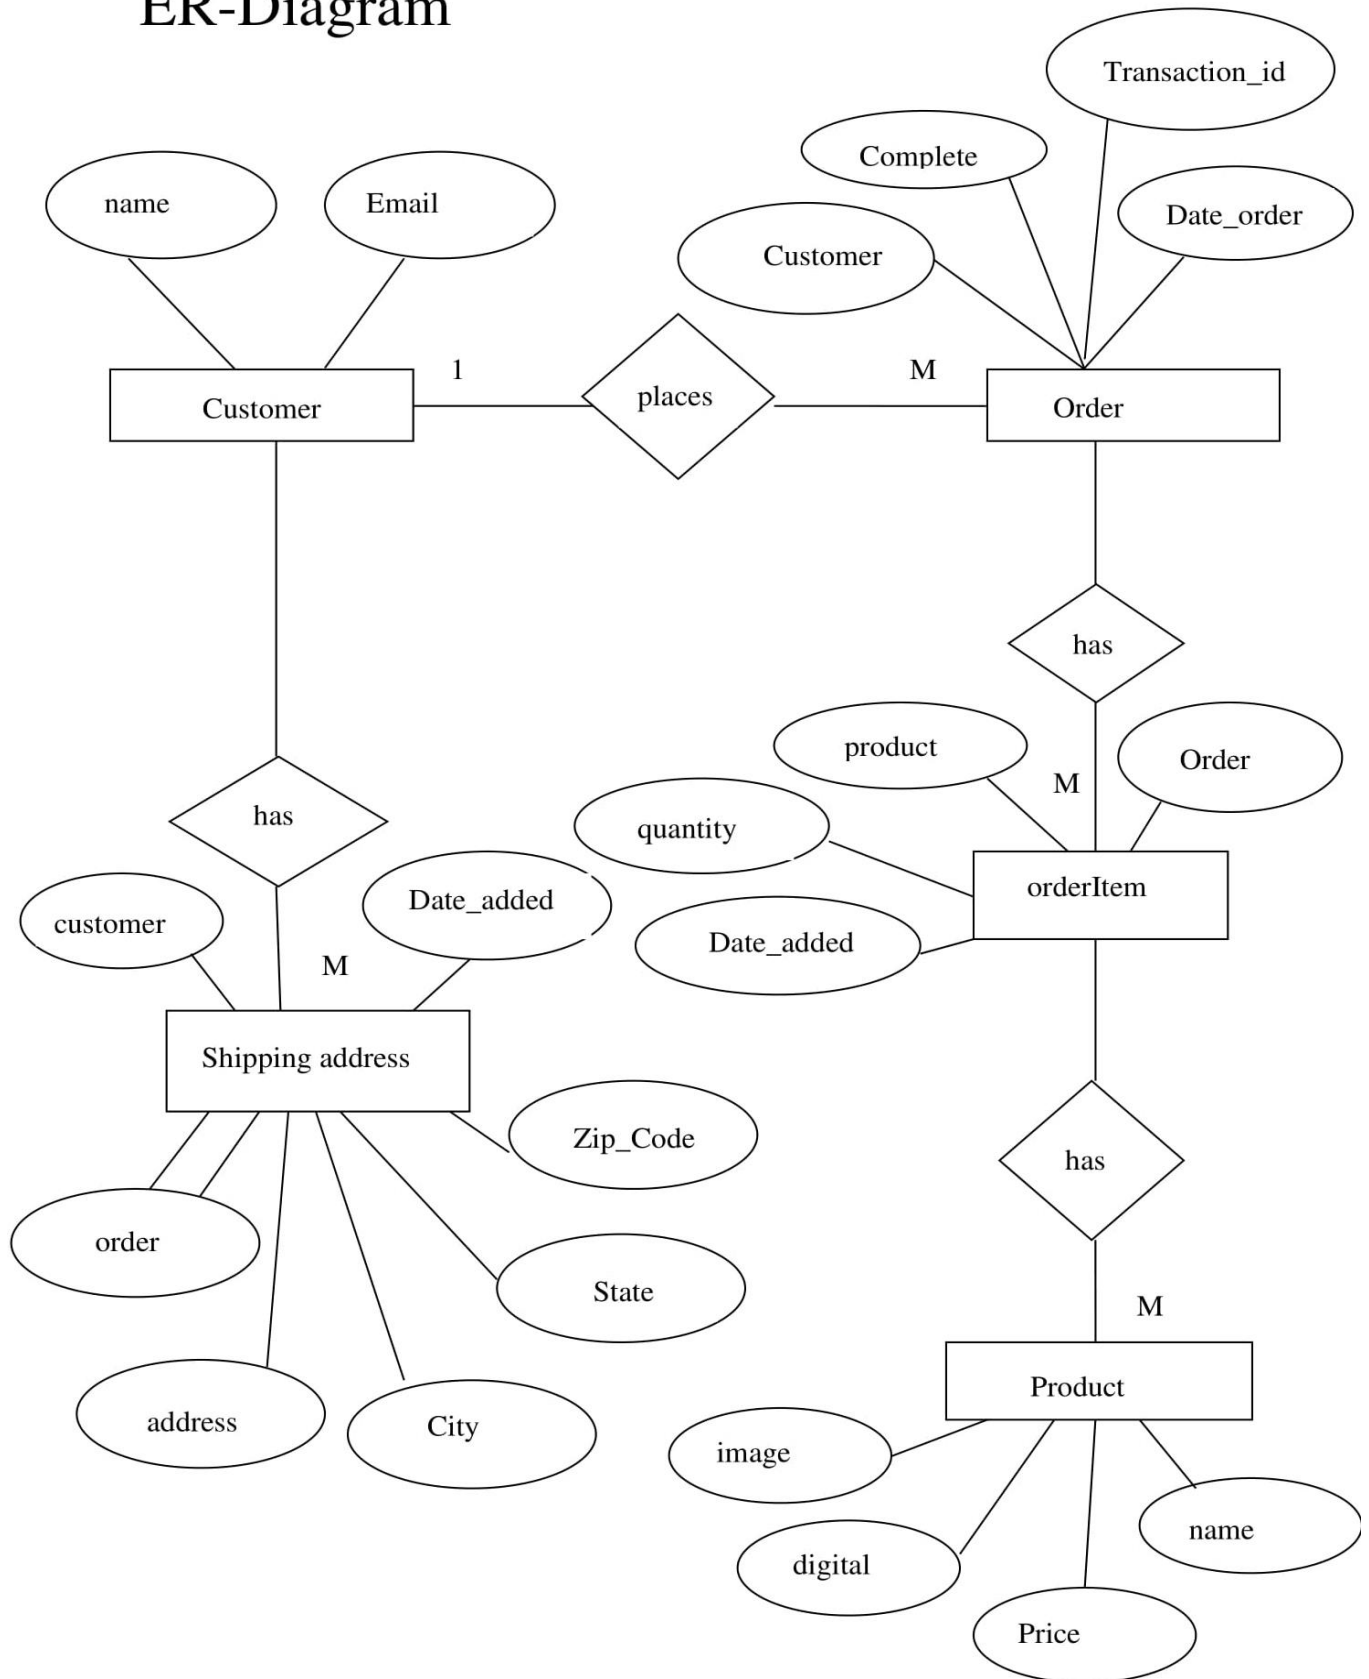 ER-Diagram
Transaction_id
Complete
name
Email
Date_order
Customer
1
M
places
Customer
Order
has
product
Order
M
has
quantity
orderItem
Date_added
customer
Date_added
M
Shipping address
Zip_Code
has
order
State
M
Product
address
City
image
name
digital
Price